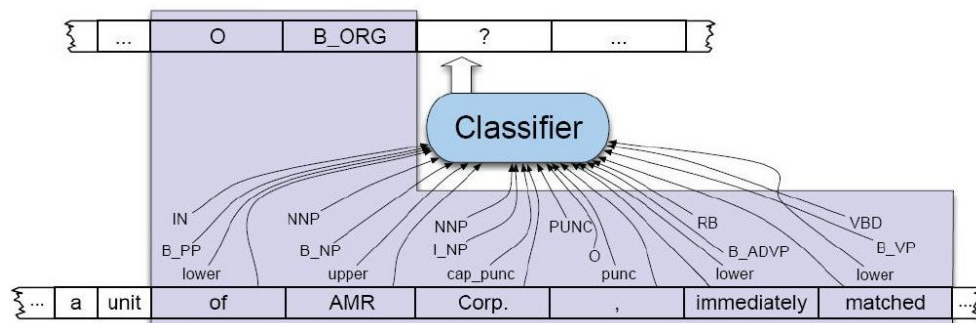 ... O B_ORG ? ...
Classifier
IN NNP NNP PUNC RB VBD
B_PP B_NP I_NP O B_ADVP B_VP
lower upper cap_punc punc lower lower
... a unit of AMR Corp. , immediately matched ...